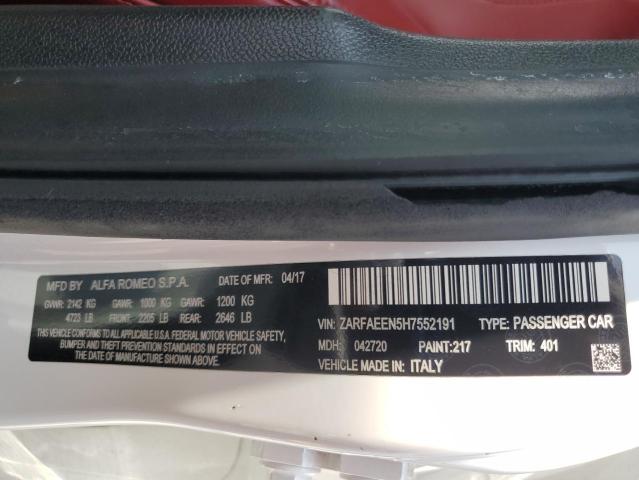 MFD BY ALFA ROMEO S.P.A. DATE OF MFR 04/17
GVWR: 2142 KG GAWR: 1000 KG GAWR: 1200 KG
4723 LB FRONT: 2205 LB REAR: 2646 LB
THIS VEHICLE CONFORMS TO ALL APPLICABLE U.S.A. FEDERAL MOTOR VEHICLE SAFETY,
BUMPER AND THEFT PREVENTION STANDARDS IN EFFECT ON
THE DATE OF MANUFACTURE SHOWN ABOVE.
VIN: ZARFAEEN5H7552191 TYPE: PASSENGER CAR
MDH: 042720 PAINT:217 TRIM: 401
VEHICLE MADE IN: ITALY